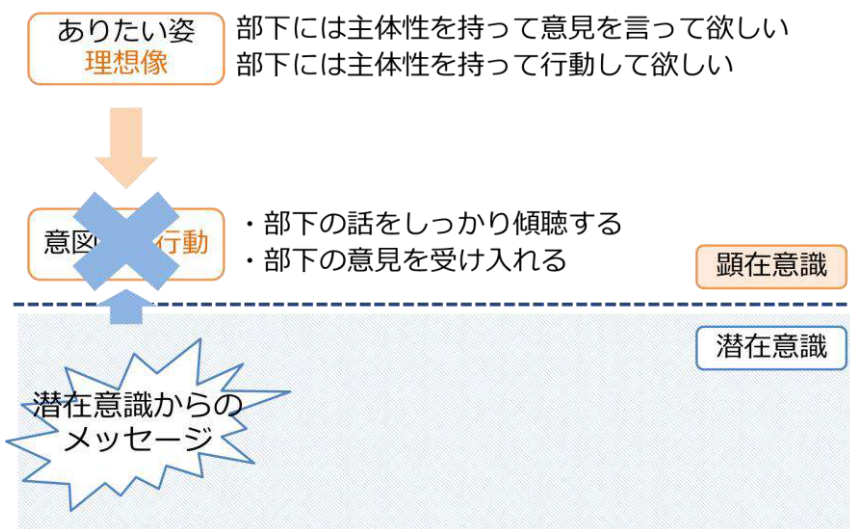 ありたい姿
理想像
部下には主体性を持って意見を言って欲しい
部下には主体性を持って行動して欲しい
意図 行動
・部下の話をしっかり傾聴する
・部下の意見を受け入れる
顕在意識
潜在意識
潜在意識からの
メッセージ